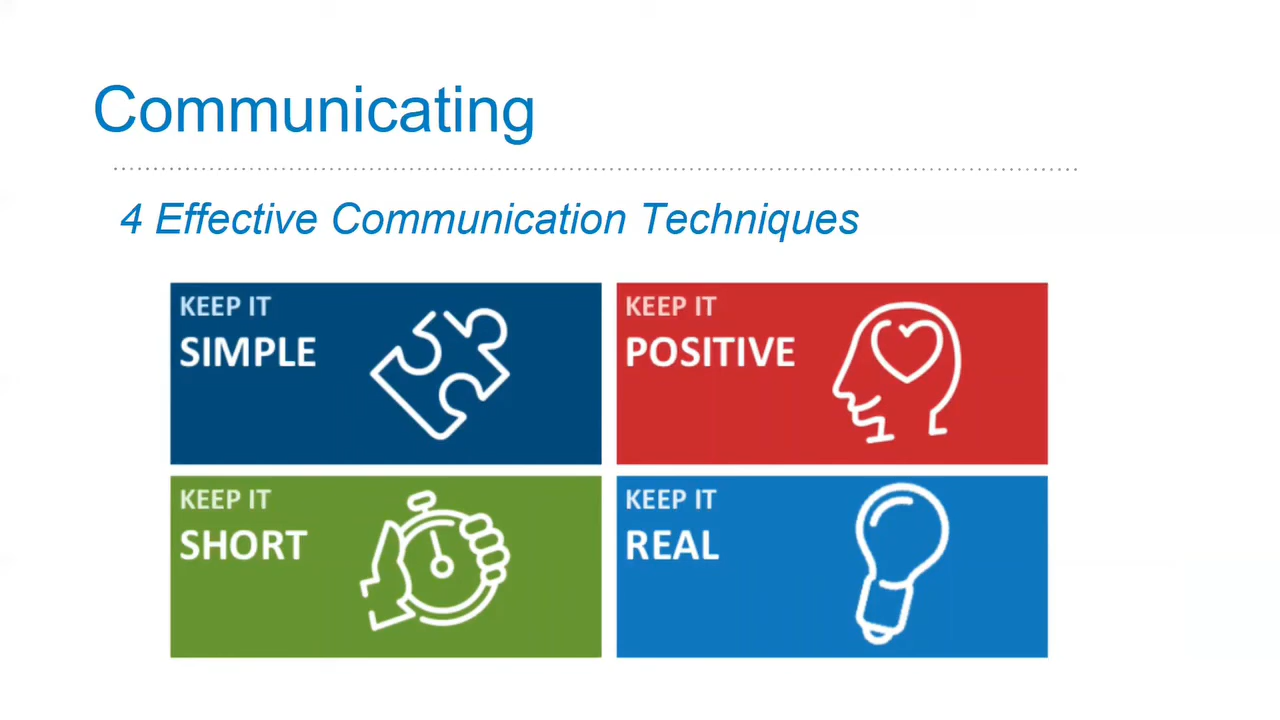 Communicating
4 Effective Communication Techniques
KEEP IT
SIMPLE
KEEP IT
POSITIVE
KEEP IT
SHORT
KEEP IT
REAL